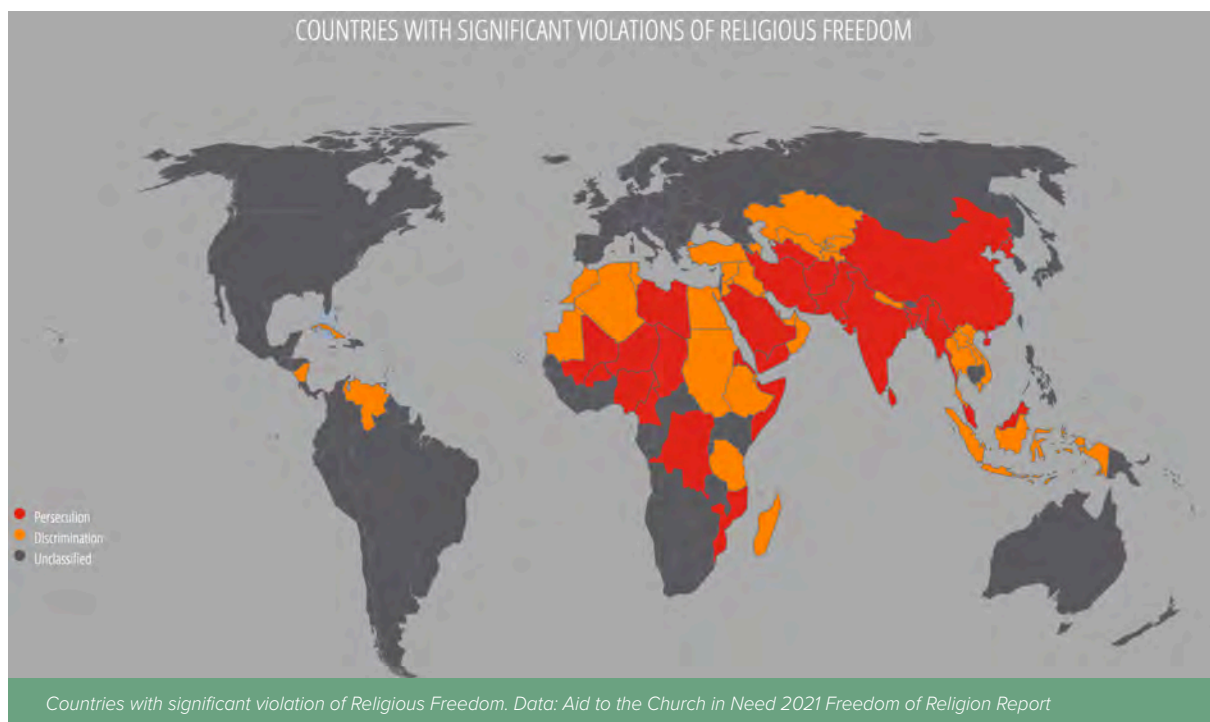 COUNTRIES WITH SIGNIFICANT VIOLATIONS OF RELIGIOUS FREEDOM
Persecution
Discrimination
Unclassified
Countries with significant violation of Religious Freedom. Data: Aid to the Church in Need 2021 Freedom of Religion Report